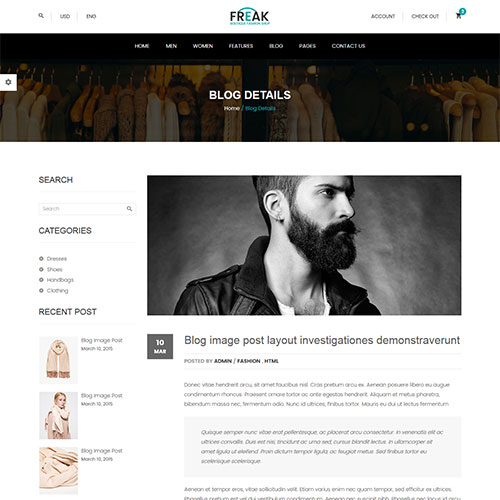 USD ENG
FREAK
BOUTIQUE FASHION SHOP
ACCOUNT CHECK OUT
HOME MEN WOMEN FEATURES BLOG PAGES CONTACT US
BLOG DETAILS
Home / Blog Details
SEARCH
Search
CATEGORIES
Dresses
Shoes
Handbags
Clothing
RECENT POST
Blog Image Post
March 10, 2015
Blog Image Post
March 10, 2015
Blog Image Post
March 10, 2015
10
MAR
Blog image post layout investigationes demonstraverunt
POSTED BY ADMIN / FASHION , HTML
Donec vitae hendrerit arcu, sit amet faucibus nisl. Cras pretium arcu ex. Aenean posuere libero eu augue
condimentum rhoncus. Praesent ornare tortor ac ante egestas hendrerit. Aliquam et metus pharetra,
bibendum massa nec, fermentum odio. Nunc id ultrices, finibus tortor. Mauris eu dui ut lectus fermentum
Quisque semper nunc vitae erat pellentesque, ac placerat arcu consectetur. In venenatis elit ac
ultrices convallis. Duis est nisi, tincidunt ac urna sed, cursus blandit lectus. In ullamcorper sit
amet ligula ut eleifend. Proin dictum tempor ligula, ac feugiat metus. Sed finibus tortor eu
scelerisque scelerisque.
Aenean et tempor eros, vitae sollicitudin velit. Etiam varius enim nec quam tempor, sed efficitur ex ultrices.